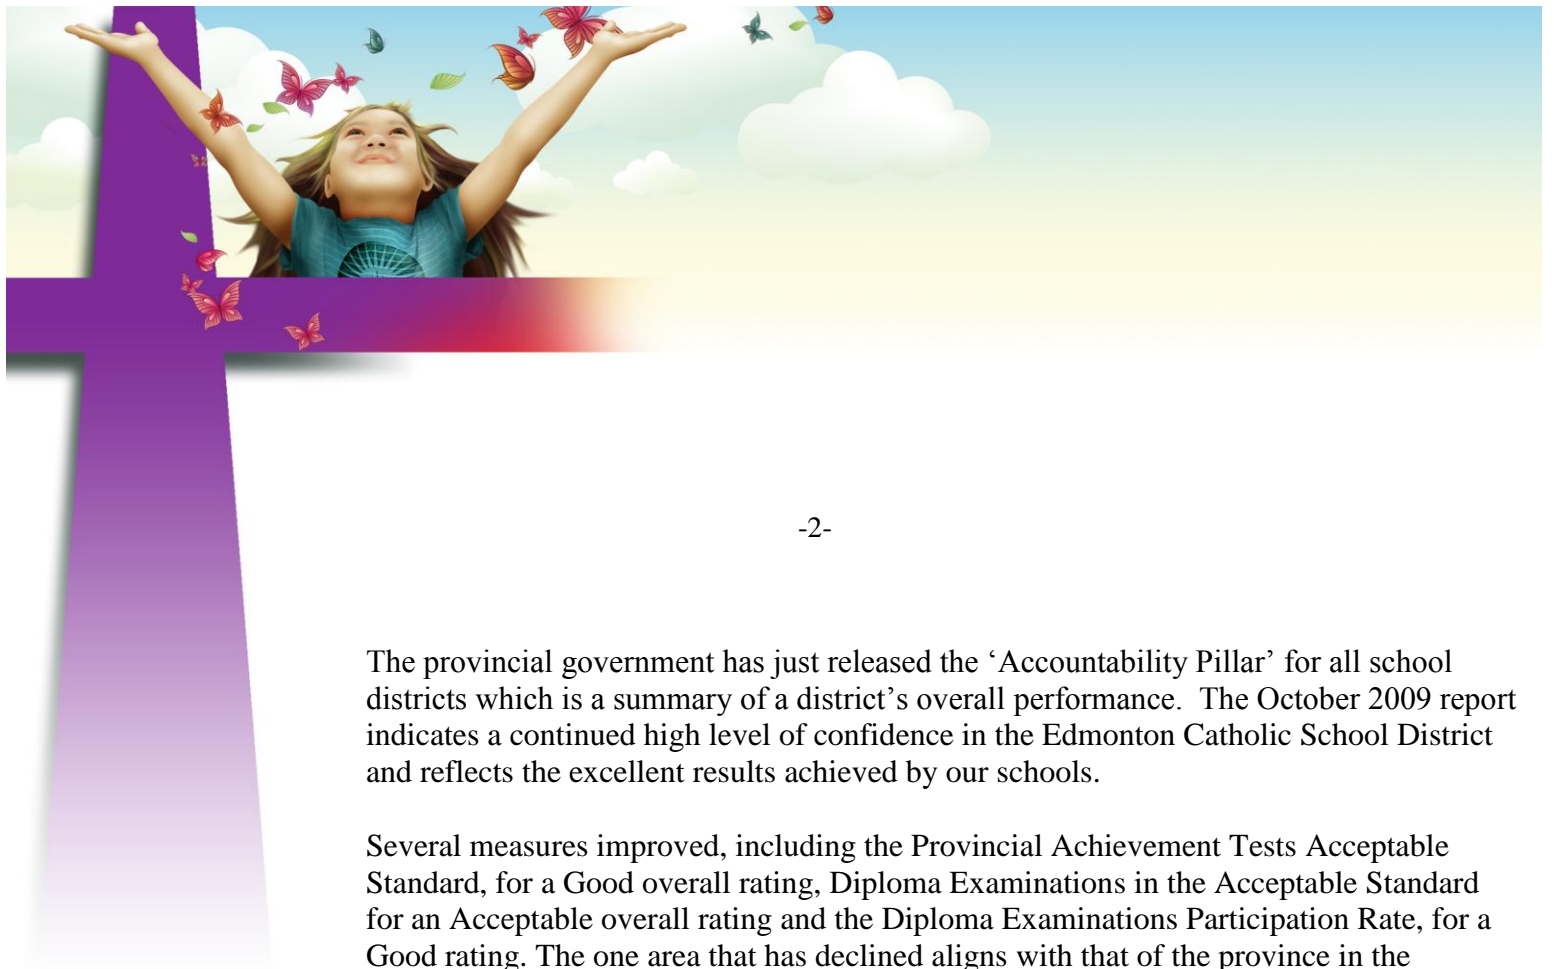 -2-
The provincial government has just released the ‘Accountability Pillar’ for all school
districts which is a summary of a district’s overall performance.  The October 2009 report
indicates a continued high level of confidence in the Edmonton Catholic School District
and reflects the excellent results achieved by our schools.
Several measures improved, including the Provincial Achievement Tests Acceptable
Standard, for a Good overall rating, Diploma Examinations in the Acceptable Standard
for an Acceptable overall rating and the Diploma Examinations Participation Rate, for a
Good rating. The one area that has declined aligns with that of the province in the